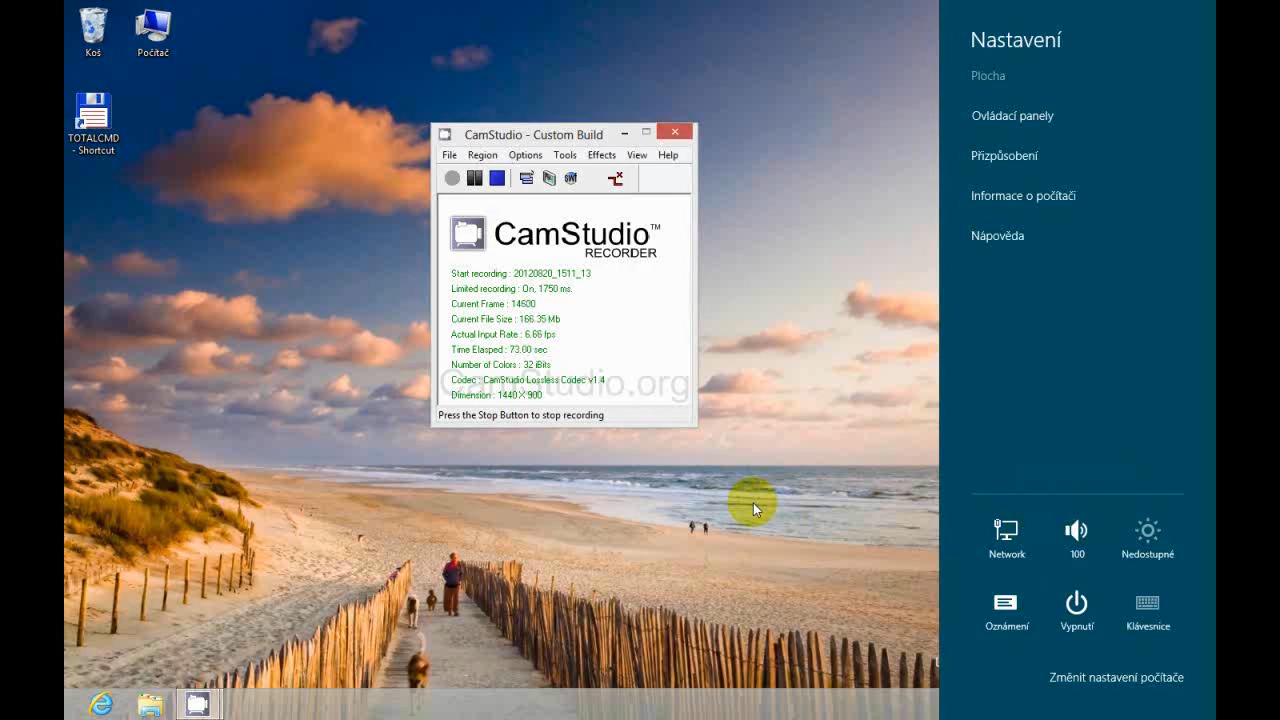 Koš
Počítač
TOTALCMD
- Shortcut
CamStudio - Custom Build
File Region Options Tools Effects View Help
SWF
CamStudio™
RECORDER
Start recording : 20120820_1511_13
Limited recording : On, 1750 ms.
Current Frame : 14600
Current File Size : 166.35 Mb
Actual Input Rate : 6.66 fps
Time Elasped : 73.00 sec
Number of Colors : 32 iBits
Codec : CamStudio Lossless Codec v1.4
CamStudio.org
Dimension : 1440 X 900
Press the Stop Button to stop recording
Nastavení
Plocha
Ovládací panely
Přizpůsobení
Informace o počítači
Nápověda
Network
100
Nedostupné
Oznámení
Vypnutí
Klávesnice
Změnit nastavení počítače